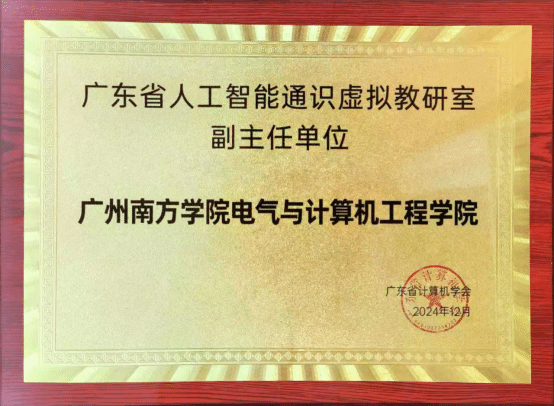 广东省人工智能通识虚拟教研室
副主任单位
广州南方学院电气与计算机工程学院
广东省计算机学会
2024年12月